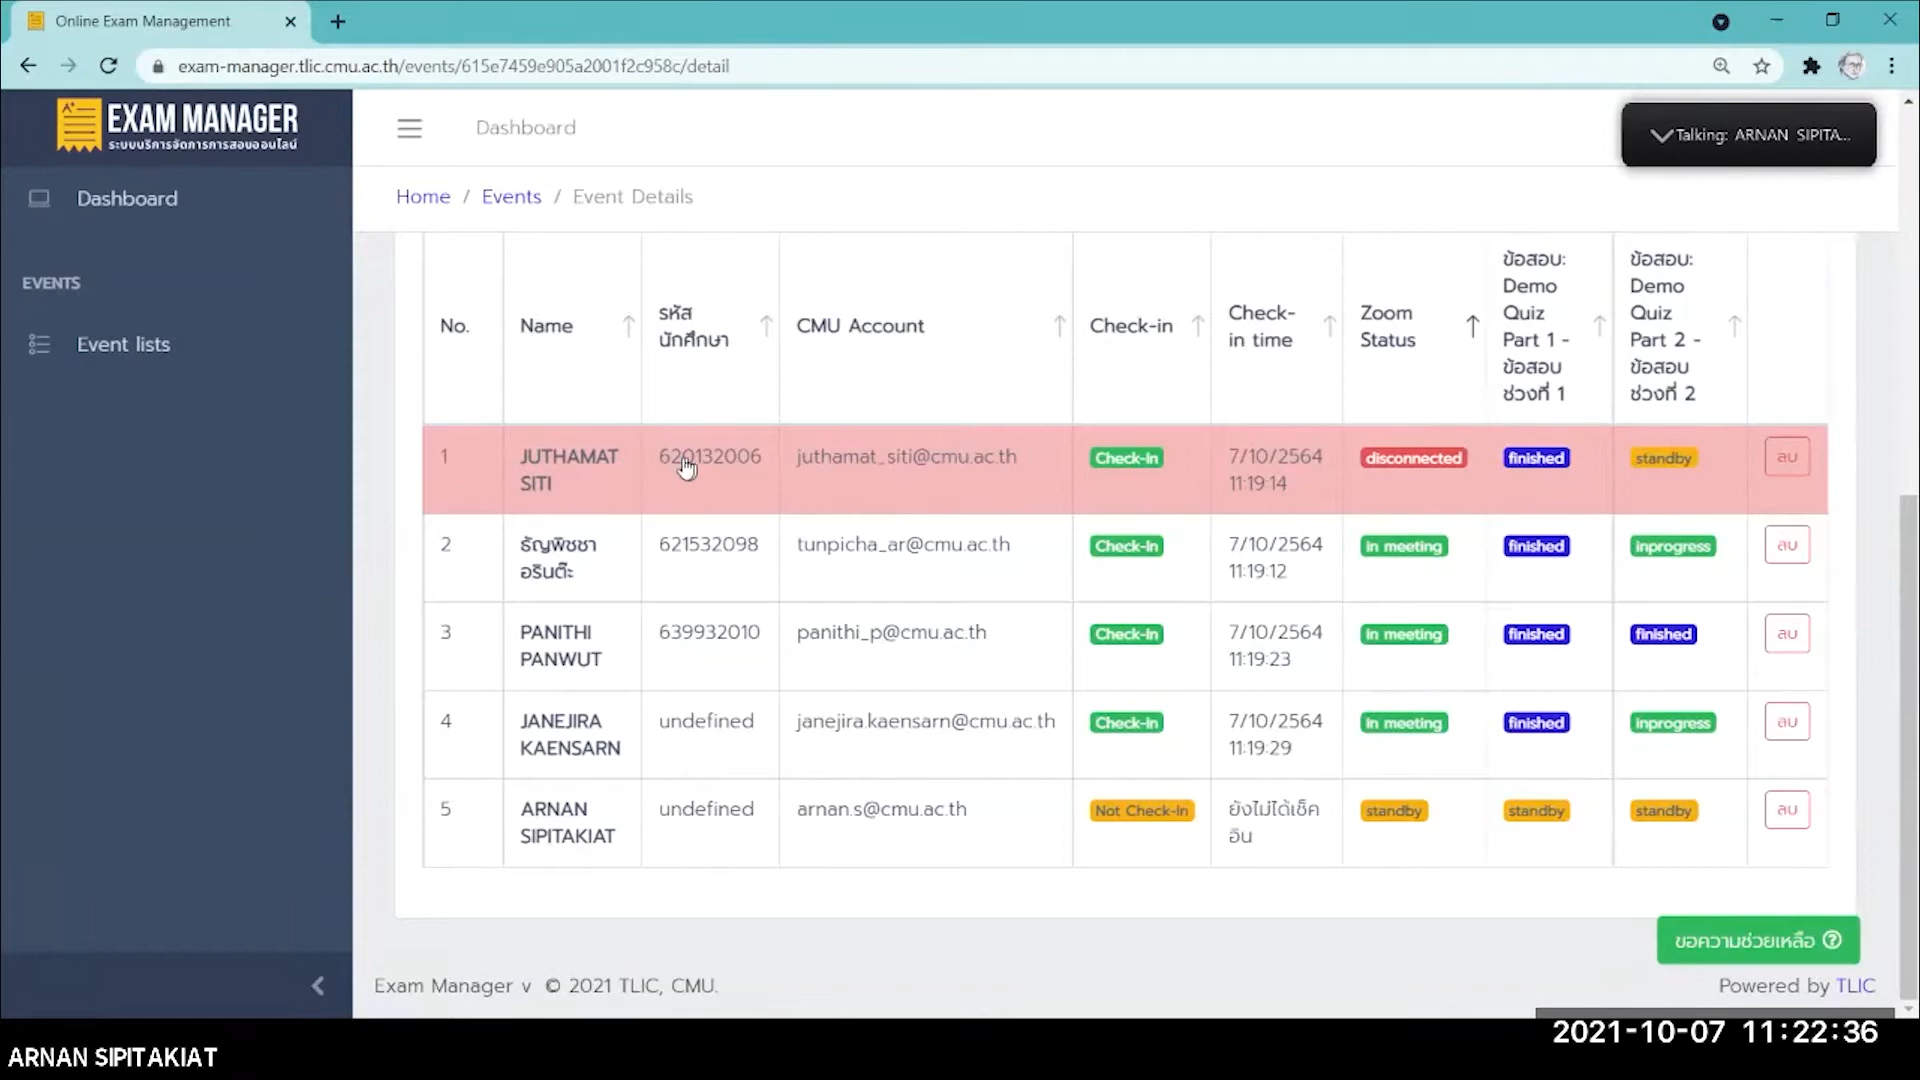 Online Exam Management
exam-manager.tlic.cmu.ac.th/events/615e7459e905a2001f2c958c/detail
EXAM MANAGER
ระบบบริการจัดการการสอบออนไลน์
Dashboard
Talking: ARNAN SIPITA...
Dashboard
Home / Events / Event Details
EVENTS
Event lists
No.
Name
รหัส
นักศึกษา
CMU Account
Check-in
Check-
in time
Zoom
Status
ข้อสอบ:
Demo
Quiz
Part 1 -
ข้อสอบ
ช่วงที่ 1
ข้อสอบ:
Demo
Quiz
Part 2 -
ข้อสอบ
ช่วงที่ 2
1
JUTHAMAT
SITI
620132006
juthamat_siti@cmu.ac.th
Check-In
7/10/2564
11:19:14
disconnected
finished
standby
ลบ
2
ธัญพิชชา
อรินต๊ะ
621532098
tunpicha_ar@cmu.ac.th
Check-In
7/10/2564
11:19:12
In meeting
finished
inprogress
ลบ
3
PANITHI
PANWUT
639932010
panithi_p@cmu.ac.th
Check-In
7/10/2564
11:19:23
In meeting
finished
finished
ลบ
4
JANEJIRA
KAENSARN
undefined
janejira.kaensarn@cmu.ac.th
Check-In
7/10/2564
11:19:29
In meeting
finished
inprogress
ลบ
5
ARNAN
SIPITAKIAT
undefined
arnan.s@cmu.ac.th
Not Check-In
ยังไม่ได้เช็ค
อิน
standby
standby
standby
ลบ
ขอความช่วยเหลือ
Exam Manager v © 2021 TLIC, CMU.
Powered by TLIC
2021-10-07 11:22:36
ARNAN SIPITAKIAT